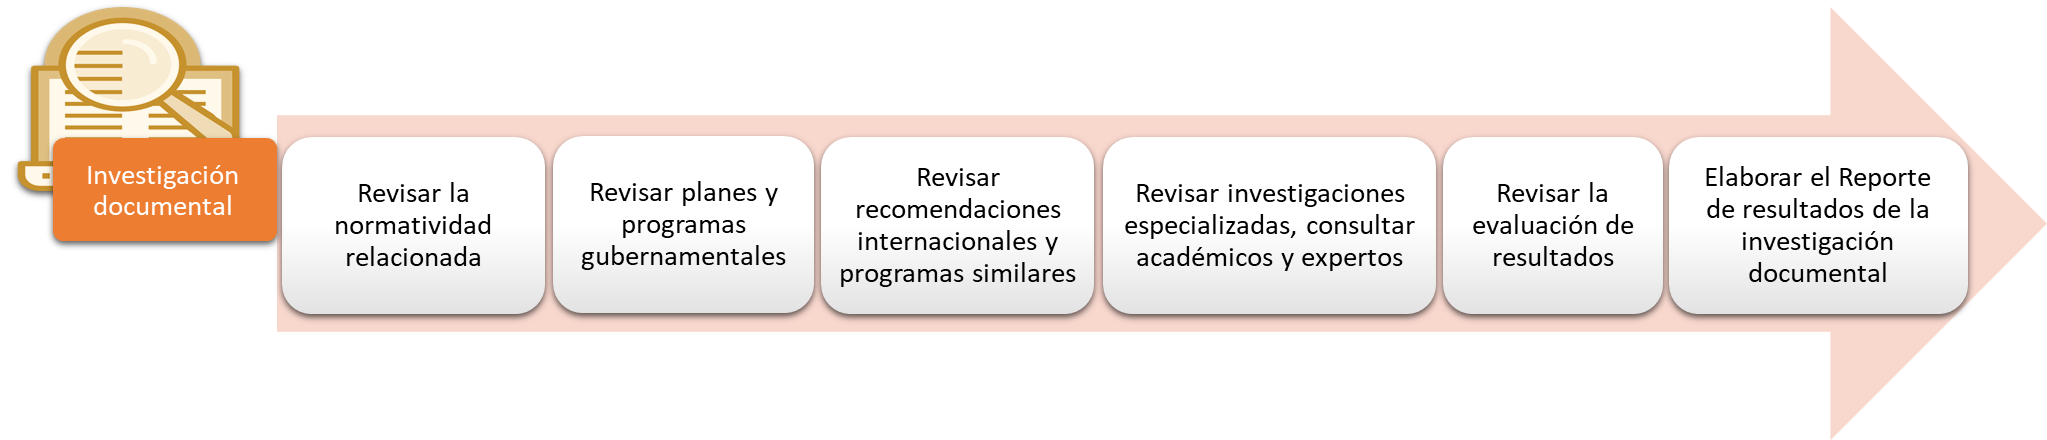 Investigación
documental
Revisar la
normatividad
relacionada
Revisar planes y
programas
gubernamentales
Revisar
recomendaciones
internacionales y
programas similares
Revisar investigaciones
especializadas, consultar
académicos y expertos
Revisar la
evaluación de
resultados
Elaborar el Reporte
de resultados de la
investigación
documental